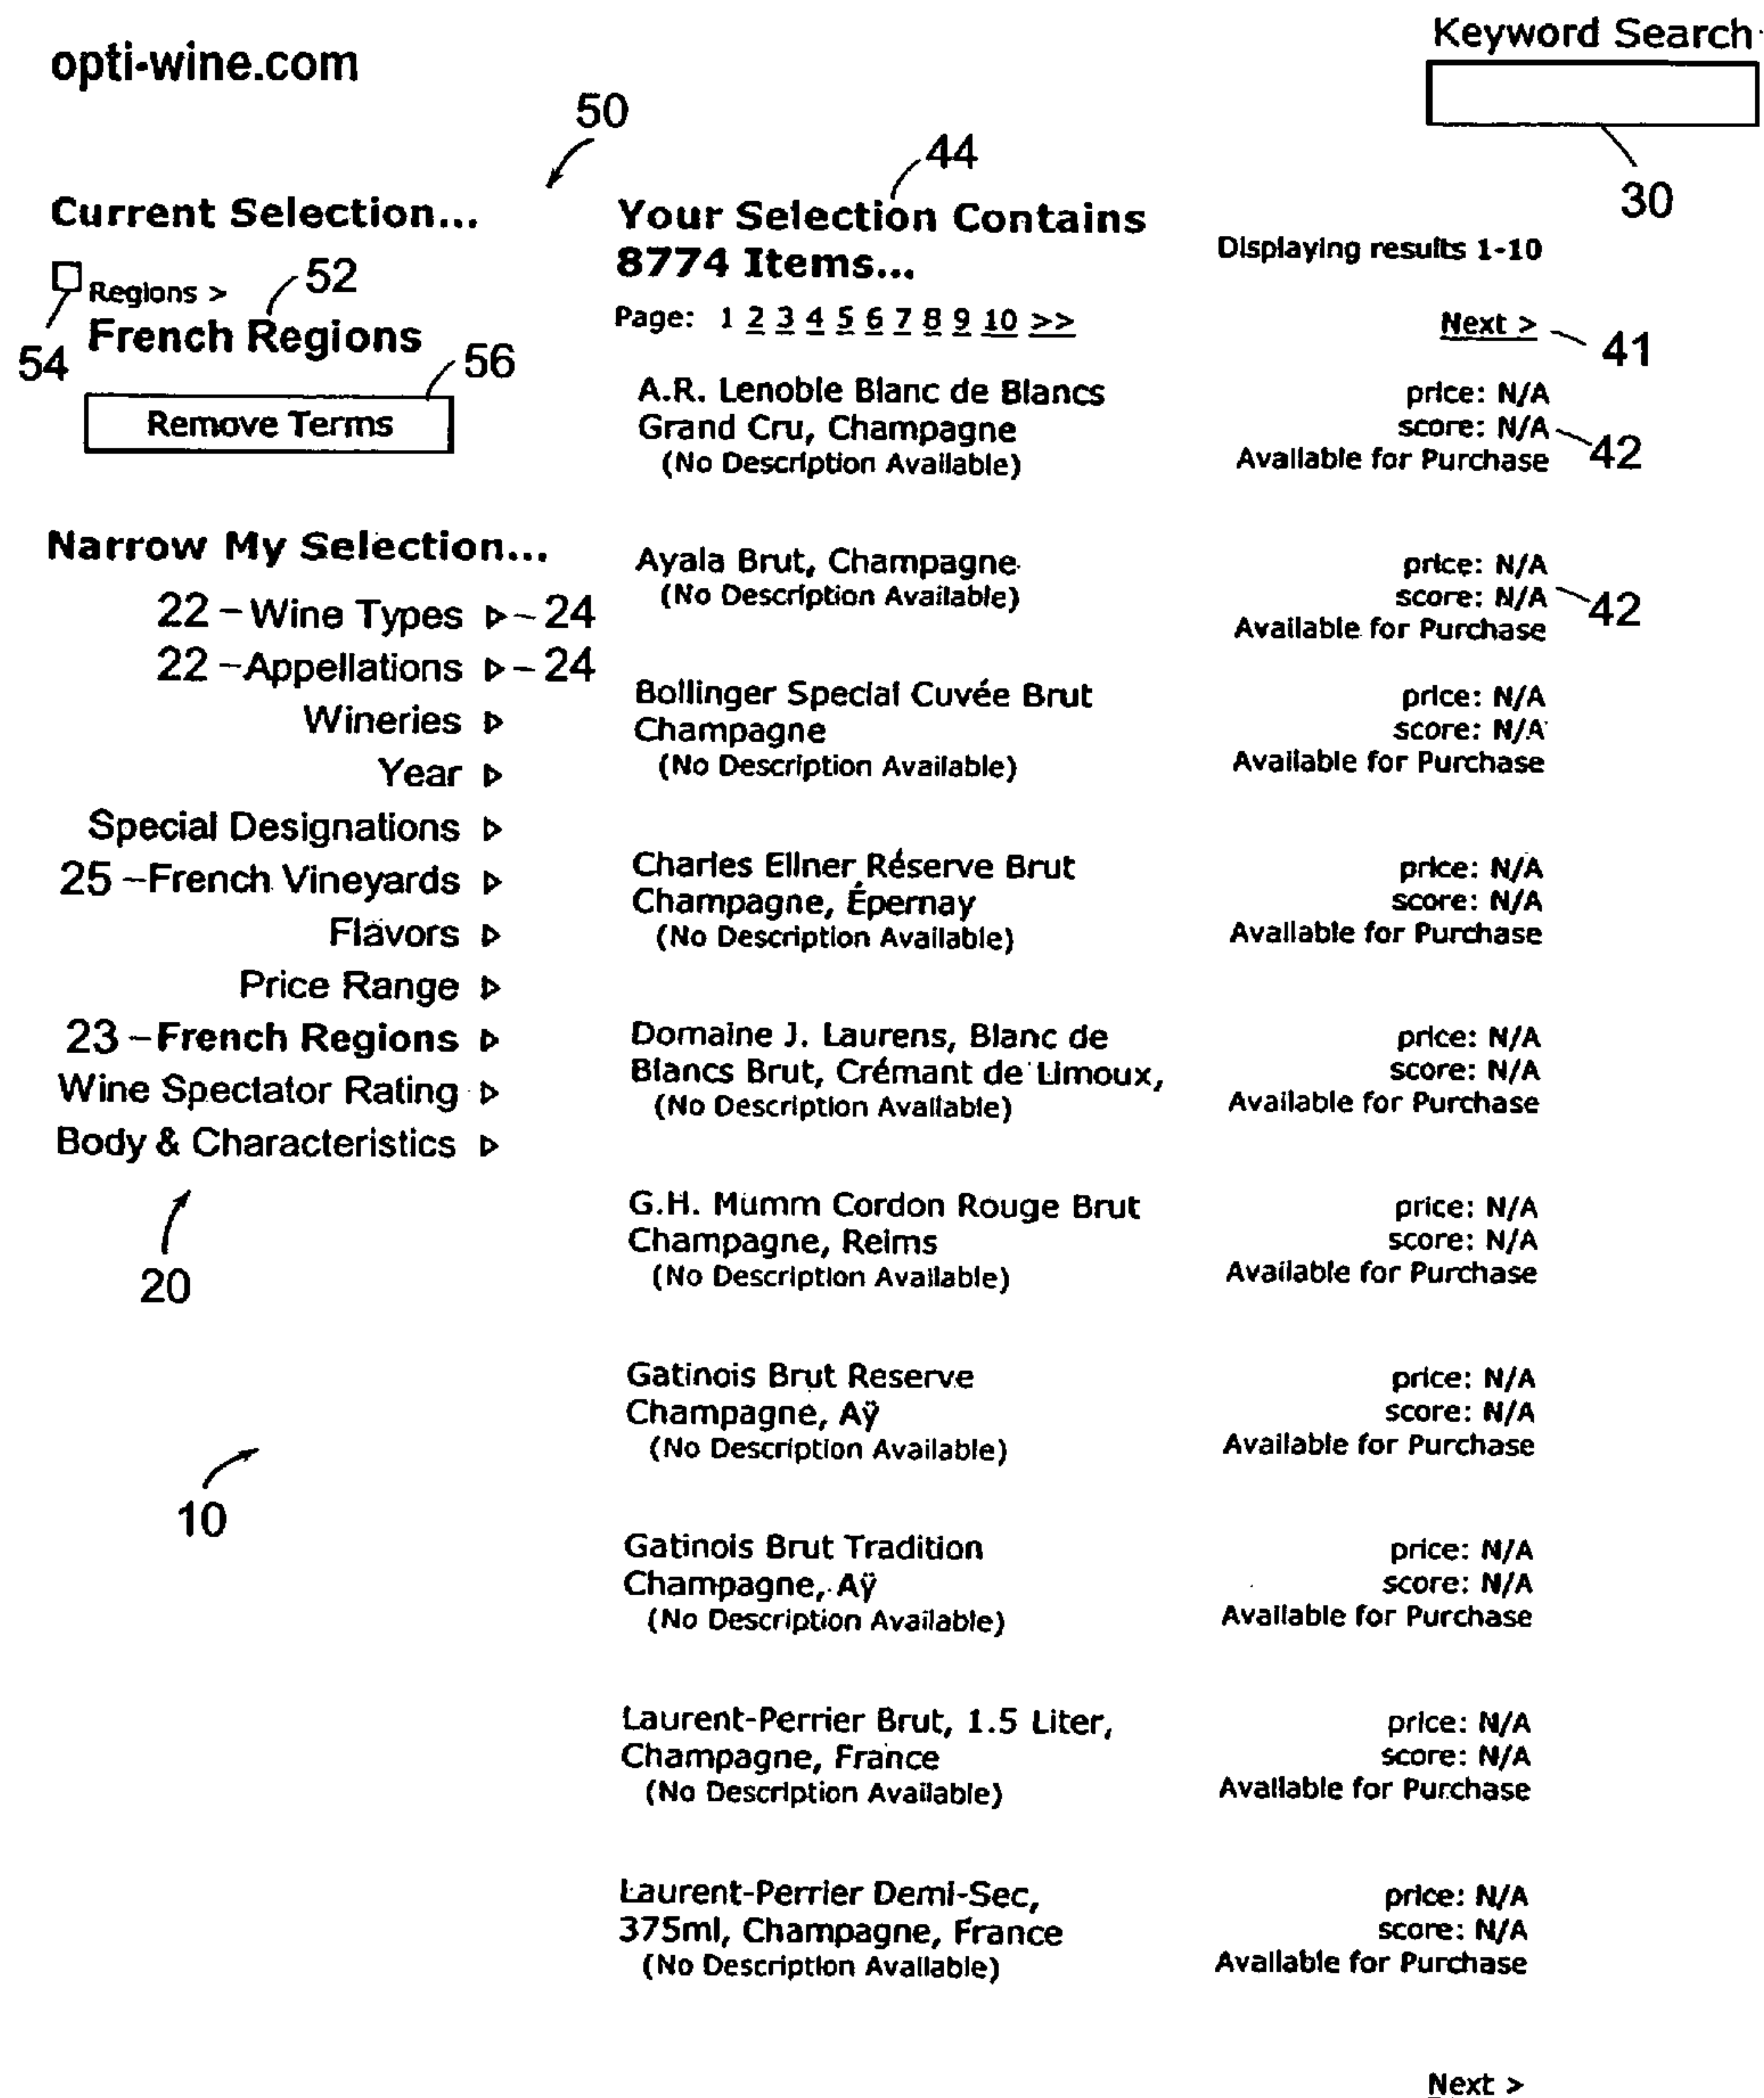 opti-wine.com
Keyword Search
30
50
Current Selection...
Regions >
52
French Regions
54
56
Remove Terms
Narrow My Selection...
22 – Wine Types ▷ – 24
22 – Appellations ▷ – 24
Wineries ▷
Year ▷
Special Designations ▷
25 – French Vineyards ▷
Flavors ▷
Price Range ▷
23 – French Regions ▷
Wine Spectator Rating ▷
Body & Characteristics ▷
20
10
44
Your Selection Contains
8774 Items...
Displaying results 1-10
Page: 1 2 3 4 5 6 7 8 9 10 >>
Next >
41
A.R. Lenoble Blanc de Blancs
price: N/A
Grand Cru, Champagne
score: N/A
42
(No Description Available)
Available for Purchase
Ayala Brut, Champagne
price: N/A
(No Description Available)
score: N/A
42
Available for Purchase
Bollinger Special Cuvée Brut
price: N/A
Champagne
score: N/A
(No Description Available)
Available for Purchase
Charles Ellner Réserve Brut
price: N/A
Champagne, Épernay
score: N/A
(No Description Available)
Available for Purchase
Domaine J. Laurens, Blanc de
price: N/A
Blancs Brut, Crémant de Limoux,
score: N/A
(No Description Available)
Available for Purchase
G.H. Mumm Cordon Rouge Brut
price: N/A
Champagne, Reims
score: N/A
(No Description Available)
Available for Purchase
Gatinois Brut Reserve
price: N/A
Champagne, Aÿ
score: N/A
(No Description Available)
Available for Purchase
Gatinois Brut Tradition
price: N/A
Champagne, Aÿ
score: N/A
(No Description Available)
Available for Purchase
Laurent-Perrier Brut, 1.5 Liter,
price: N/A
Champagne, France
score: N/A
(No Description Available)
Available for Purchase
Laurent-Perrier Demi-Sec,
price: N/A
375ml, Champagne, France
score: N/A
(No Description Available)
Available for Purchase
Next >